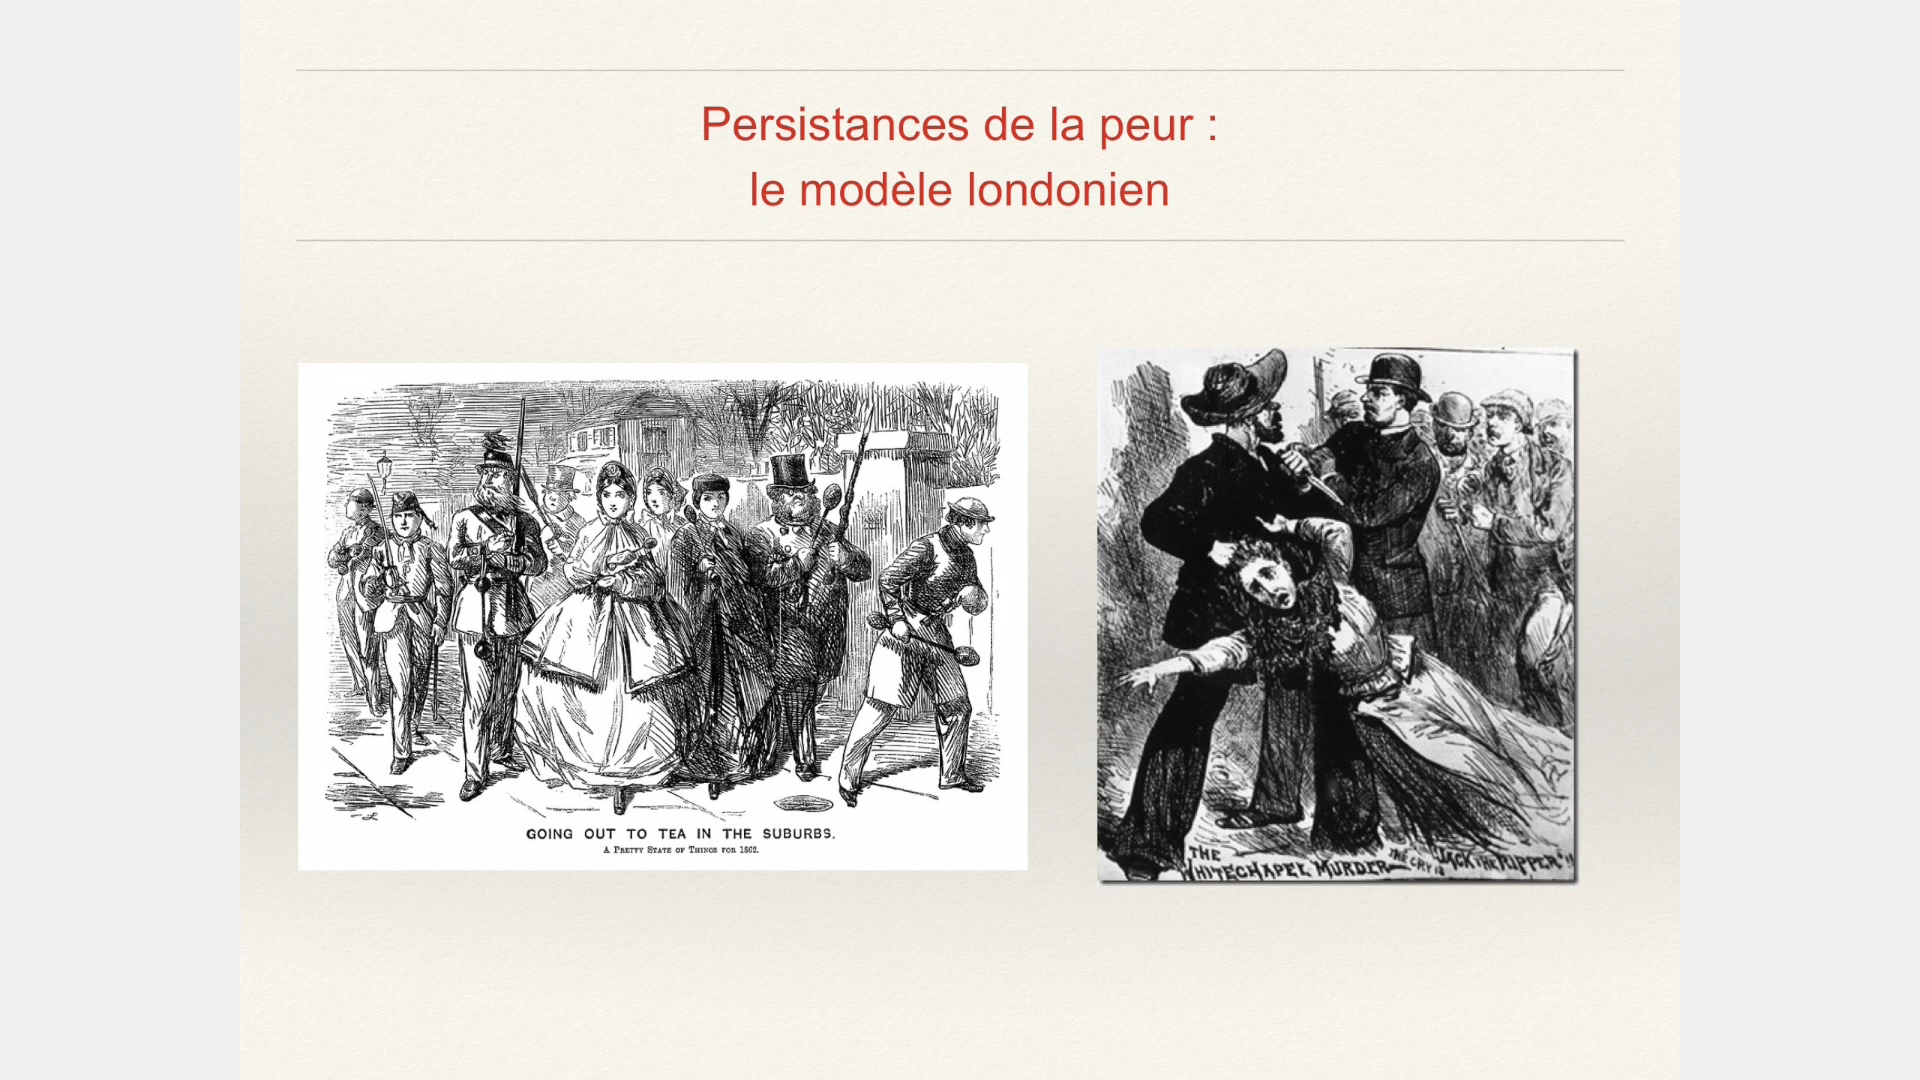 Persistances de la peur :
le modèle londonien
GOING OUT TO TEA IN THE SUBURBS.
A PRETTY STATE OF THINGS FOR 1862.
THE
WHITECHAPEL MURDER THE CRY IS "JACK THE RIPPER"!!